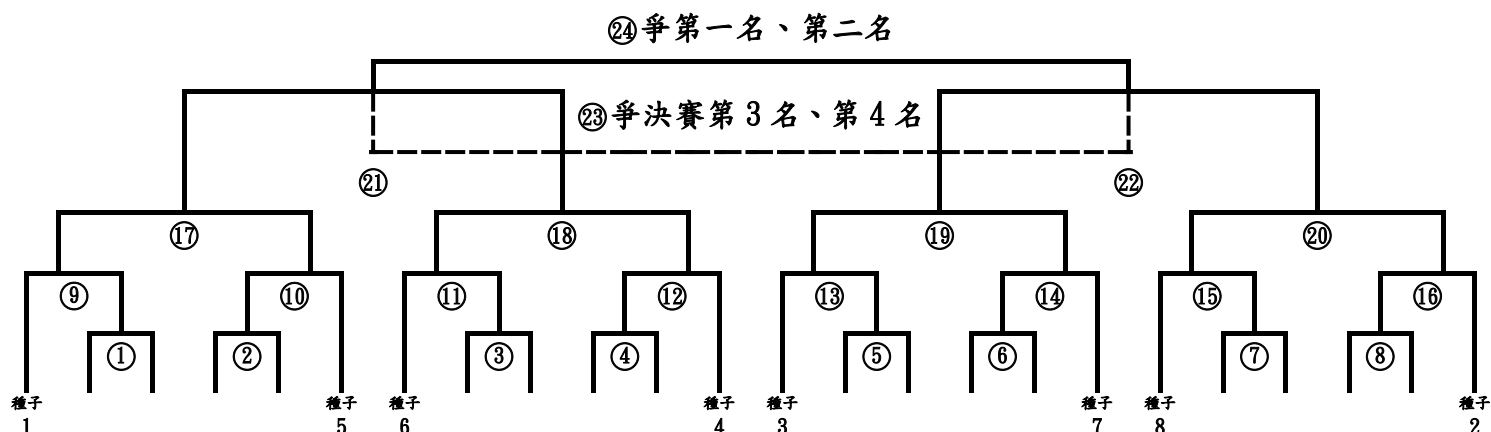 ㉔爭第一名、第二名
㉓爭決賽第3名、第4名
㉑ ㉒
⑰ ⑱ ⑲ ⑳
⑨ ⑩ ⑪ ⑫ ⑬ ⑭ ⑮ ⑯
① ② ③ ④ ⑤ ⑥ ⑦ ⑧
種子 種子 種子 種子 種子 種子 種子 種子
1 5 6 4 3 7 8 2